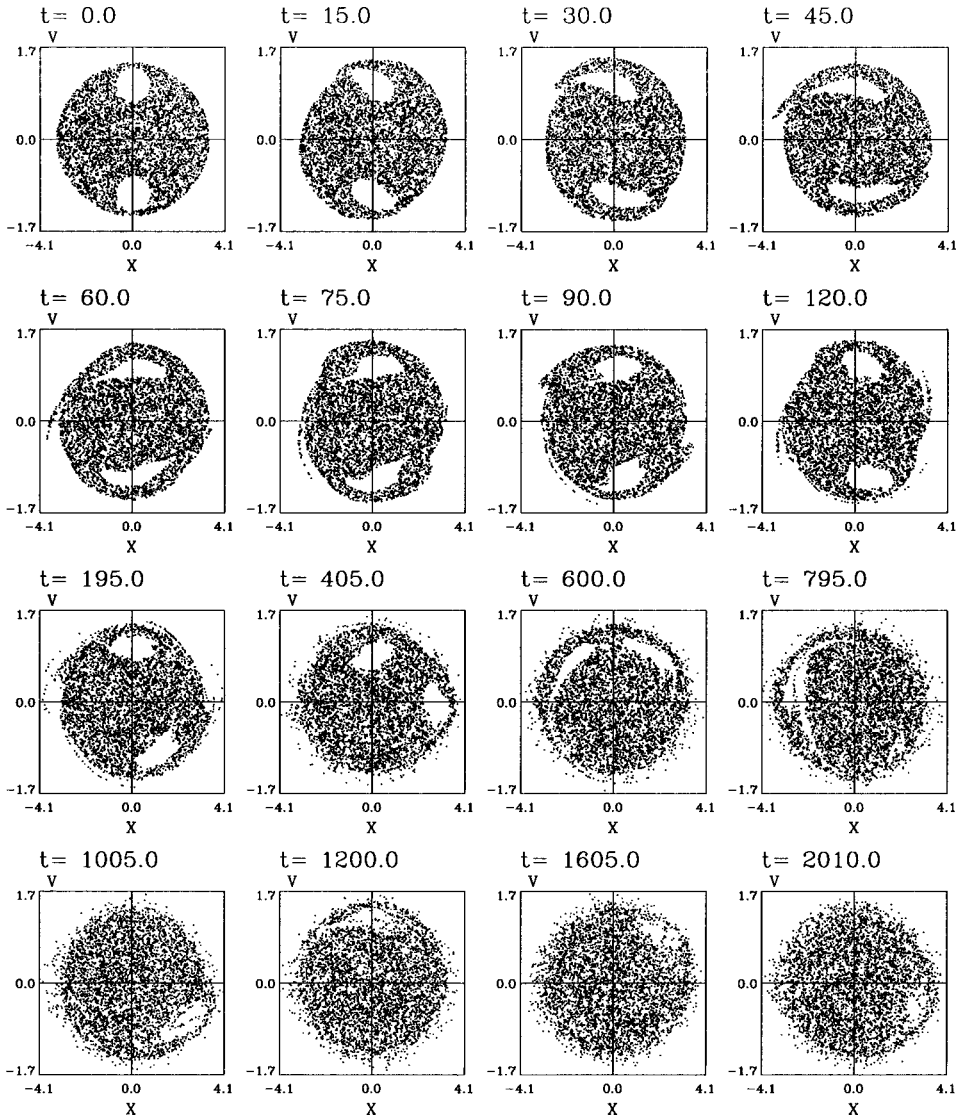 t= 0.0 t= 15.0 t= 30.0 t= 45.0
V V V V
1.7 1.7 1.7 1.7
0.0 0.0 0.0 0.0
−1.7 −1.7 −1.7 −1.7
−4.1 0.0 4.1 −4.1 0.0 4.1 −4.1 0.0 4.1 −4.1 0.0 4.1
X X X X
t= 60.0 t= 75.0 t= 90.0 t= 120.0
V V V V
1.7 1.7 1.7 1.7
0.0 0.0 0.0 0.0
−1.7 −1.7 −1.7 −1.7
−4.1 0.0 4.1 −4.1 0.0 4.1 −4.1 0.0 4.1 −4.1 0.0 4.1
X X X X
t= 195.0 t= 405.0 t= 600.0 t= 795.0
V V V V
1.7 1.7 1.7 1.7
0.0 0.0 0.0 0.0
−1.7 −1.7 −1.7 −1.7
−4.1 0.0 4.1 −4.1 0.0 4.1 −4.1 0.0 4.1 −4.1 0.0 4.1
X X X X
t= 1005.0 t= 1200.0 t= 1605.0 t= 2010.0
V V V V
1.7 1.7 1.7 1.7
0.0 0.0 0.0 0.0
−1.7 −1.7 −1.7 −1.7
−4.1 0.0 4.1 −4.1 0.0 4.1 −4.1 0.0 4.1 −4.1 0.0 4.1
X X X X